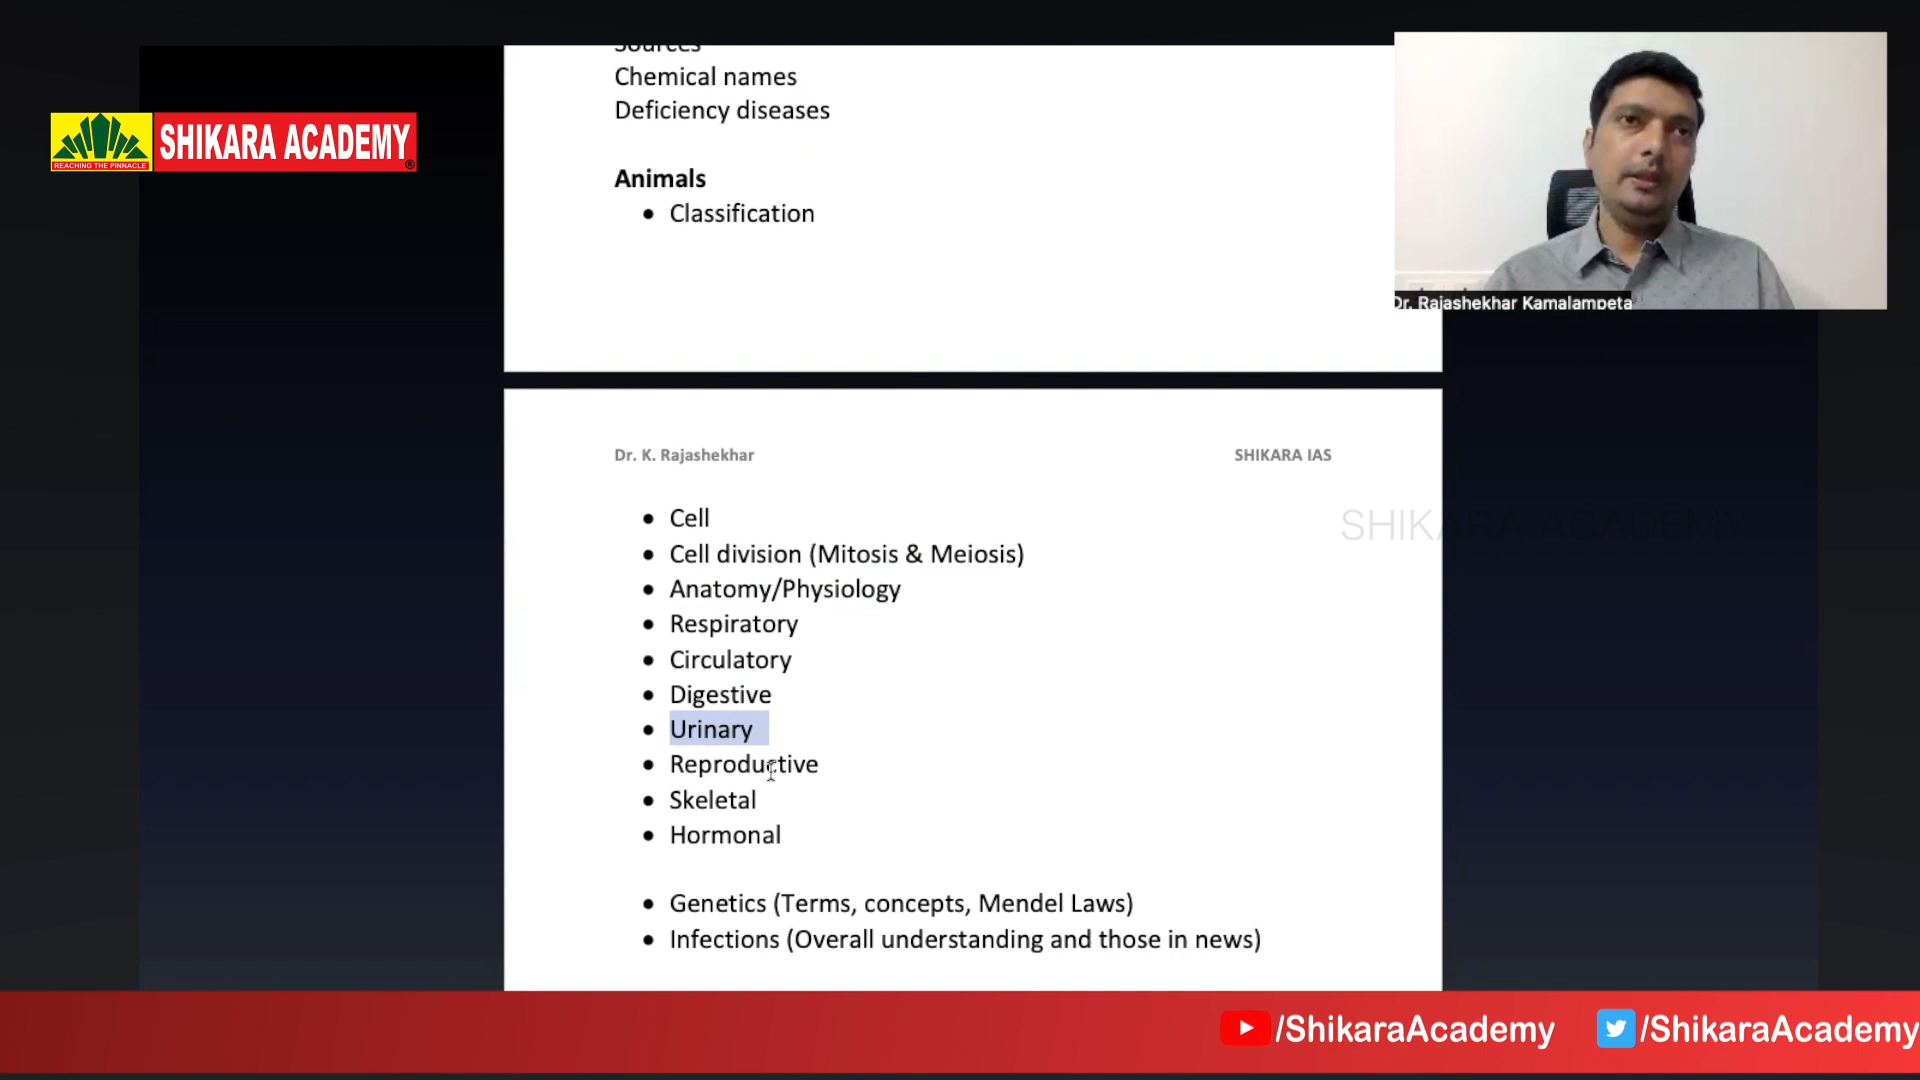 Sources
Chemical names
Deficiency diseases
SHIKARA ACADEMY®
REACHING THE PINNACLE
Animals
• Classification
Dr. Rajashekhar Kamalampeta
Dr. K. Rajashekhar
SHIKARA IAS
• Cell
SHIKARA ACADEMY
• Cell division (Mitosis & Meiosis)
• Anatomy/Physiology
• Respiratory
• Circulatory
• Digestive
• Urinary
• Reproductive
• Skeletal
• Hormonal
• Genetics (Terms, concepts, Mendel Laws)
• Infections (Overall understanding and those in news)
/ShikaraAcademy
/ShikaraAcademy